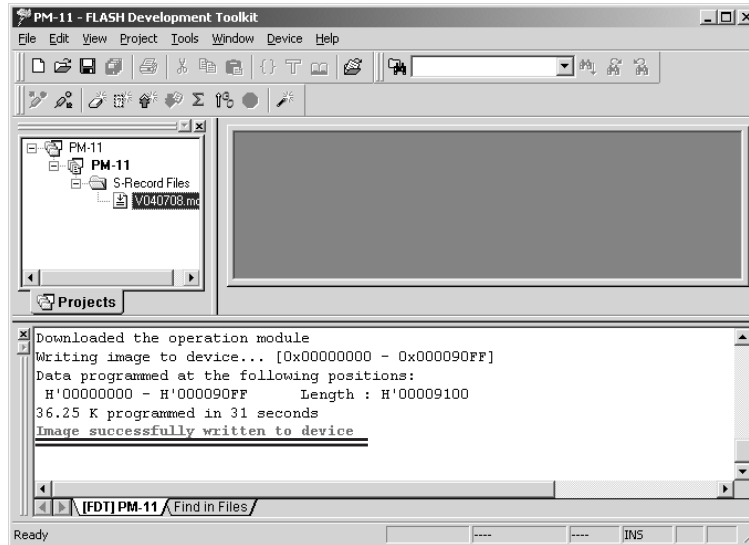 PM-11 - FLASH Development Toolkit
File Edit View Project Tools Window Device Help
PM-11
PM-11
S-Record Files
V040708.mo
Projects
Downloaded the operation module
Writing image to device... [0x00000000 - 0x000090FF]
Data programmed at the following positions:
H'00000000 - H'000090FF Length : H'00009100
36.25 K programmed in 31 seconds
Image successfully written to device
[FDT] PM-11 Find in Files
Ready ---- ---- INS